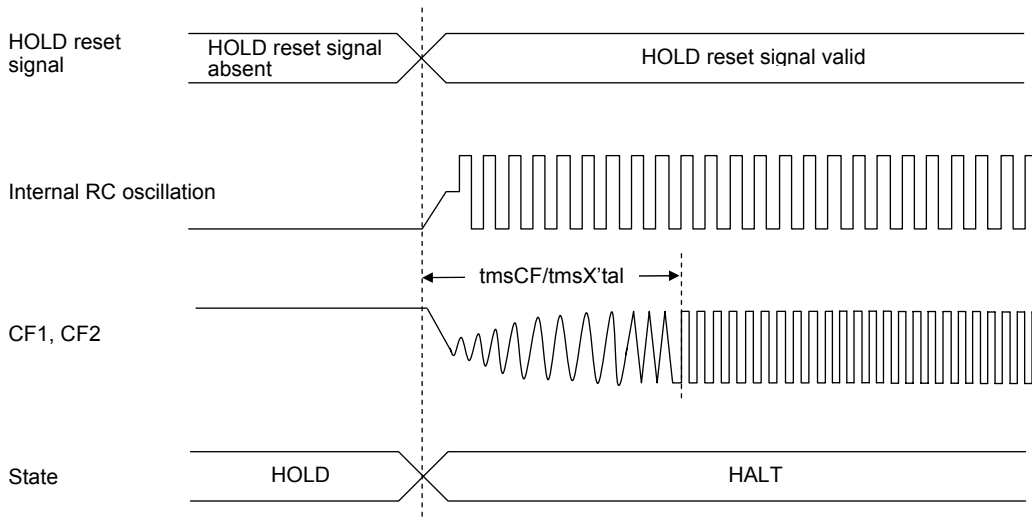 HOLD reset
signal
HOLD reset signal
absent
HOLD reset signal valid
Internal RC oscillation
tmsCF/tmsX'tal
CF1, CF2
State
HOLD
HALT